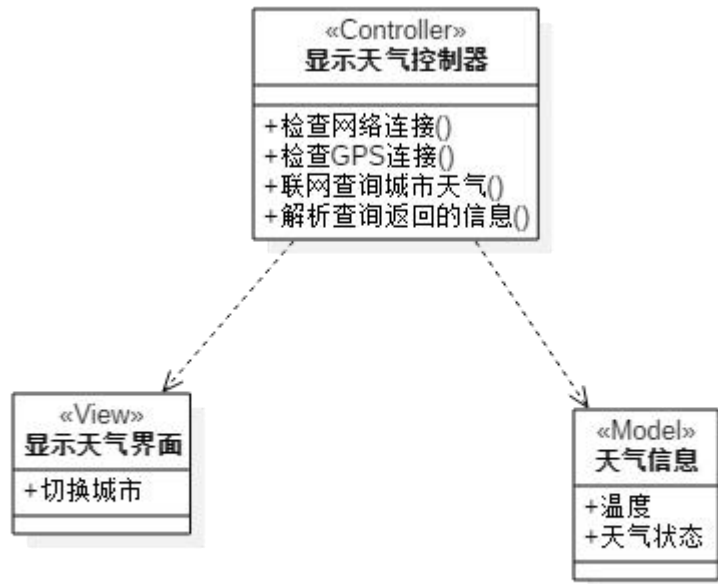 «Controller»
显示天气控制器
+检查网络连接()
+检查GPS连接()
+联网查询城市天气()
+解析查询返回的信息()
«View»
显示天气界面
+切换城市
«Model»
天气信息
+温度
+天气状态